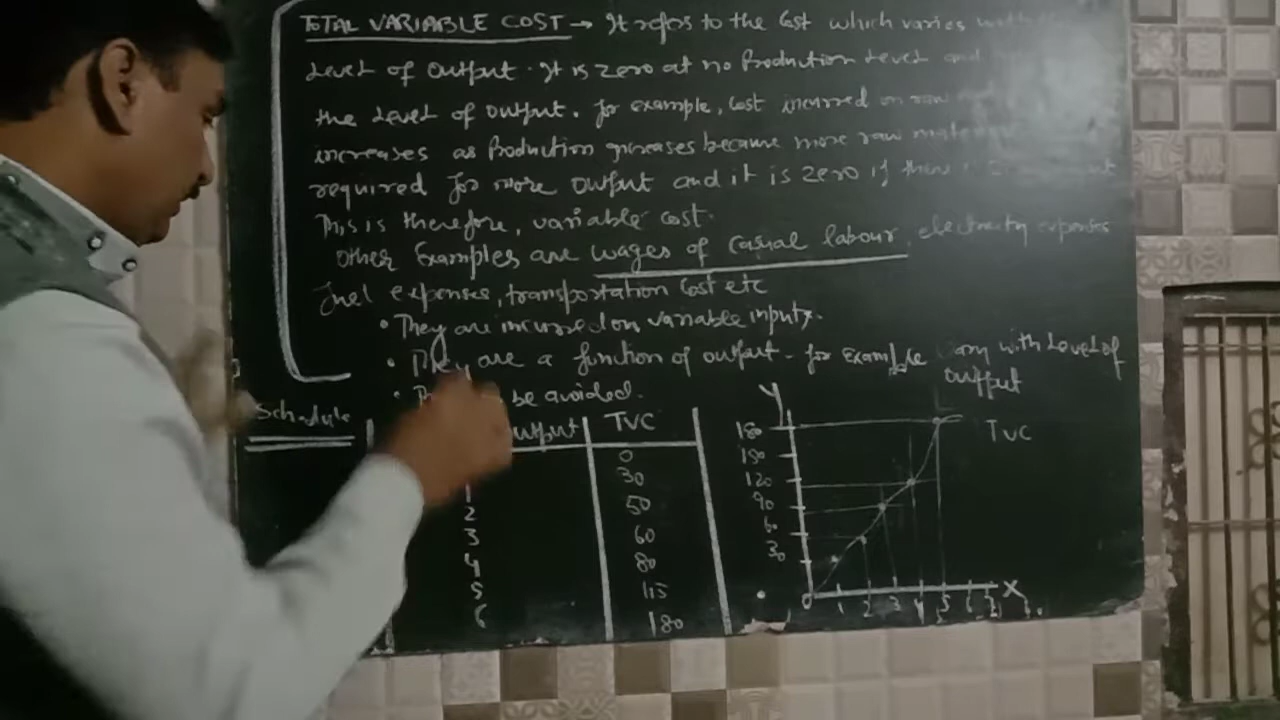 TOTAL VARIABLE COST → It refers to the Cost which varies with
Level of Output. It is zero at no Production Level and
the Level of output. for example, Cost incurred on raw
increases as Production increases because more raw
required for more output and it is zero if there
This is therefore, variable cost.
Other Examples are wages of Casual labour, electricity expenses
fuel expenses, transportation Cost etc
• They are incurred on variable inputs.
• They are a function of output - for Example vary with Level of output
• be avoided.
Schedule
TVC
0
1 30
2 50
3 60
4 80
5 115
6 180
Y
180
150
120
90
60
30
0 1 2 3 4 5 6 X
TVC